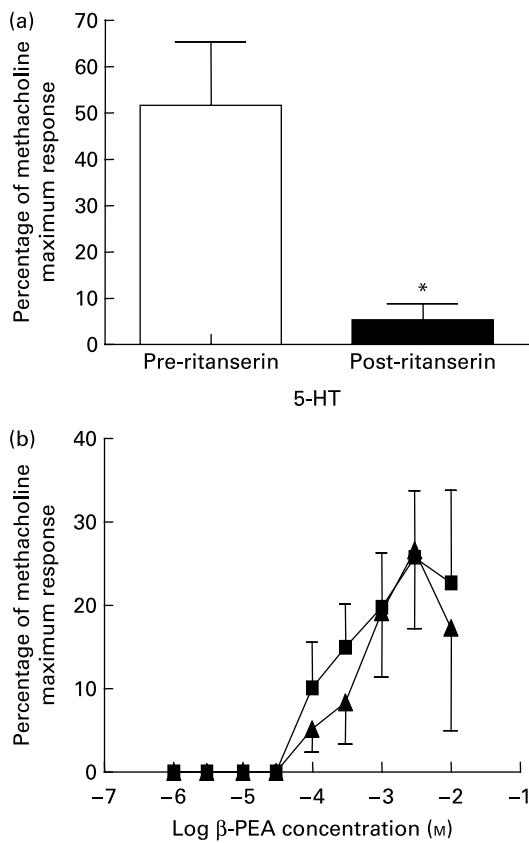 (a)
Percentage of methacholine
maximum response
70
60
50
40
30
20
10
0
*
Pre-ritanserin
Post-ritanserin
5-HT
(b)
Percentage of methacholine
maximum response
40
30
20
10
0
−7
−6
−5
−4
−3
−2
−1
Log β-PEA concentration (M)